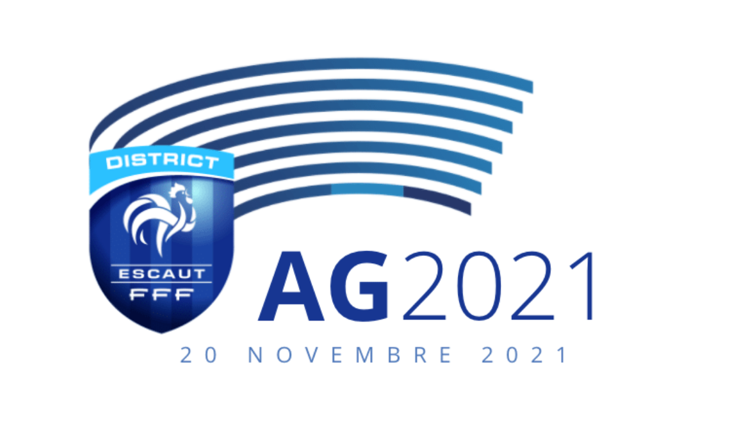 DISTRICT
ESCAUT
FFF
AG2021
20 NOVEMBRE 2021